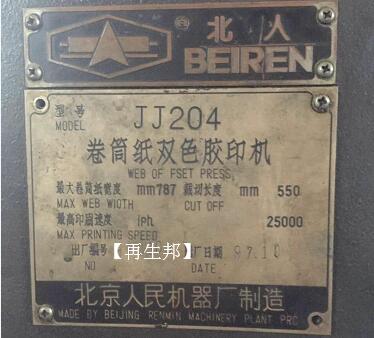 北人
BEIREN
型号 JJ204
MODEL
卷筒纸双色胶印机
WEB OF FSET PRESS
最大卷筒纸宽度 mm787 裁切长度 mm 550
MAX WEB WIOTH CUT OFF
最高印刷速度 iph 25000
MAX PRINTING SPEED
出厂编号【再生邦】厂日期 97.10
NO DATE
北京人民机器厂制造
MADE BY BEIJING RENMIN MACHINERY PLANT PRC